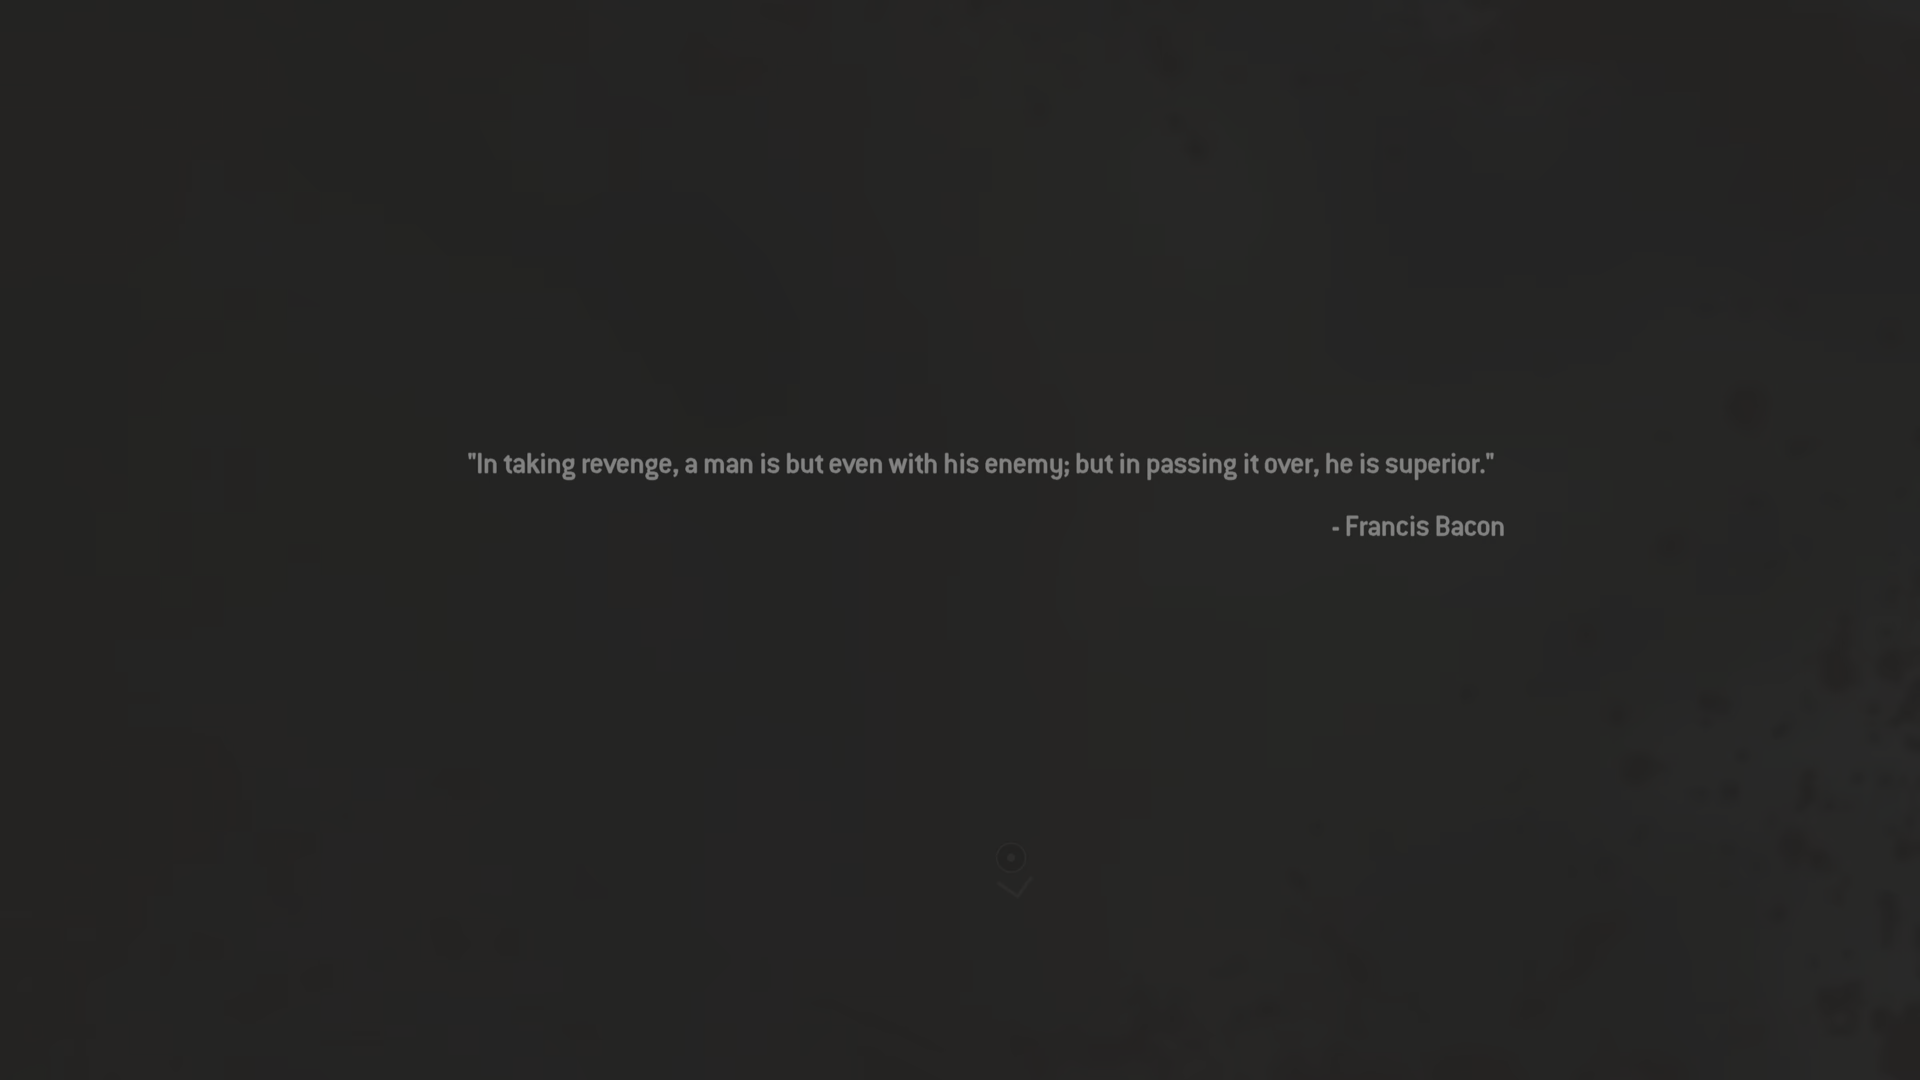 "In taking revenge, a man is but even with his enemy; but in passing it over, he is superior."
- Francis Bacon